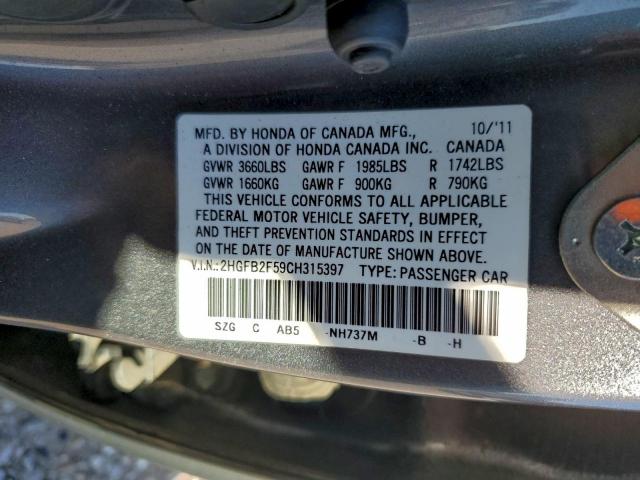 MFD. BY HONDA OF CANADA MFG., 10/'11
A DIVISION OF HONDA CANADA INC. CANADA
GVWR 3660LBS GAWR F 1985LBS R 1742LBS
GVWR 1660KG GAWR F 900KG R 790KG
THIS VEHICLE CONFORMS TO ALL APPLICABLE
FEDERAL MOTOR VEHICLE SAFETY, BUMPER,
AND THEFT PREVENTION STANDARDS IN EFFECT
ON THE DATE OF MANUFACTURE SHOWN ABOVE.
V.I.N.: 2HGFB2F59CH315397 TYPE: PASSENGER CAR
SZG C AB5 -NH737M -B -H